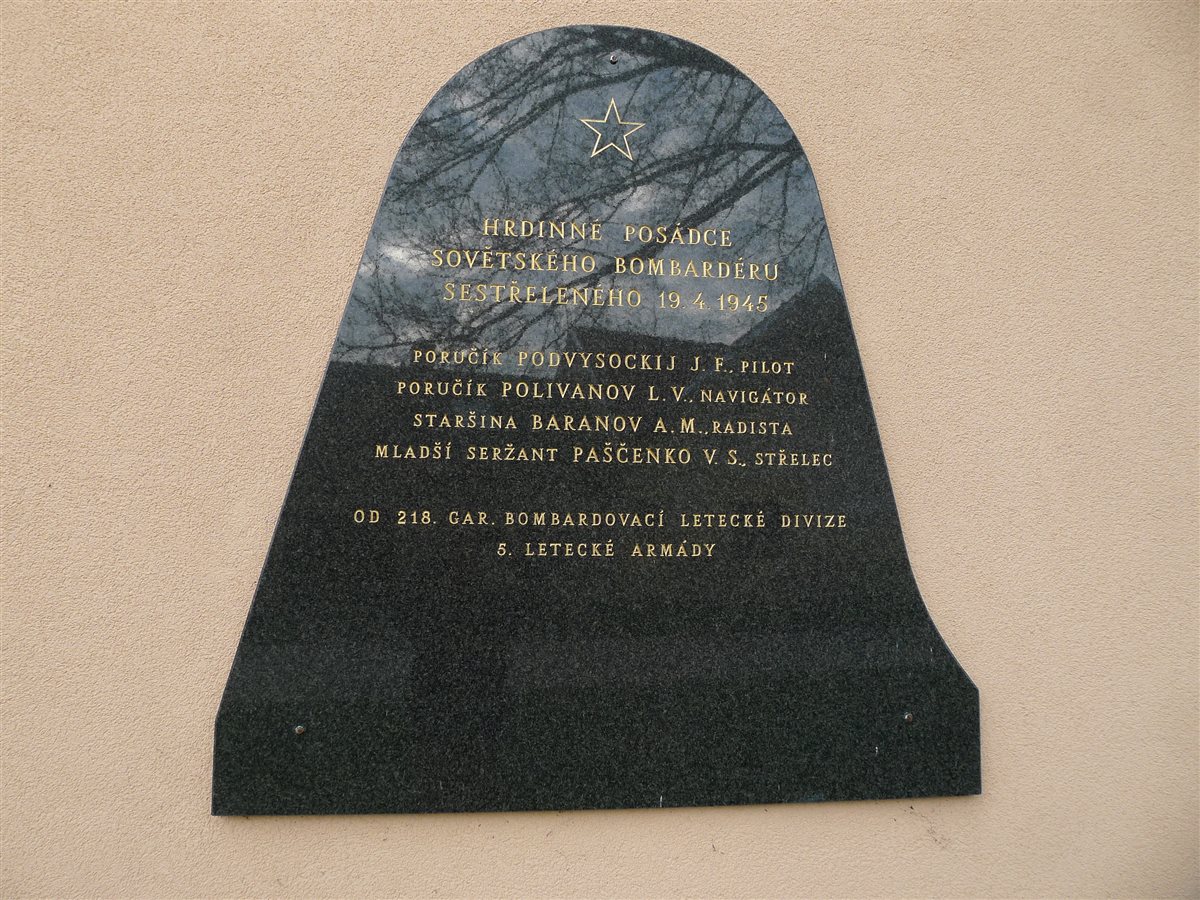 HRDINNÉ POSÁDCE
SOVĚTSKÉHO BOMBARDÉRU
SESTŘELENÉHO 19. 4. 1945
PORUČÍK PODVYSOCKIJ J. F., PILOT
PORUČÍK POLIVANOV L. V., NAVIGÁTOR
STARŠINA BARANOV A. M., RADISTA
MLADŠÍ SERŽANT PAŠČENKO V. S., STŘELEC
OD 218. GAR. BOMBARDOVACÍ LETECKÉ DIVIZE
5. LETECKÉ ARMÁDY